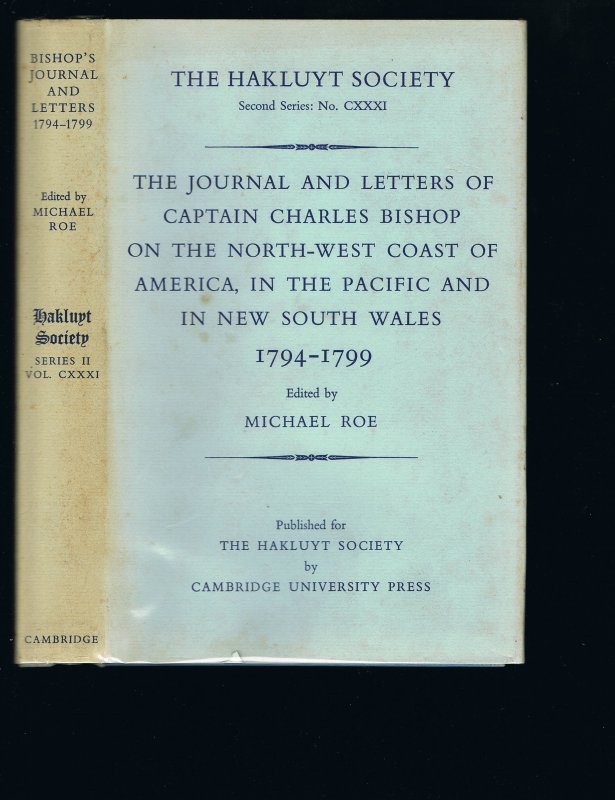 BISHOP'S
JOURNAL
AND
LETTERS
1794–1799
Edited by
MICHAEL
ROE
Hakluyt
Society
SERIES II
VOL. CXXXI
CAMBRIDGE
THE HAKLUYT SOCIETY
Second Series: No. CXXXI
THE JOURNAL AND LETTERS OF
CAPTAIN CHARLES BISHOP
ON THE NORTH-WEST COAST OF
AMERICA, IN THE PACIFIC AND
IN NEW SOUTH WALES
1794–1799
Edited by
MICHAEL ROE
Published for
THE HAKLUYT SOCIETY
by
CAMBRIDGE UNIVERSITY PRESS